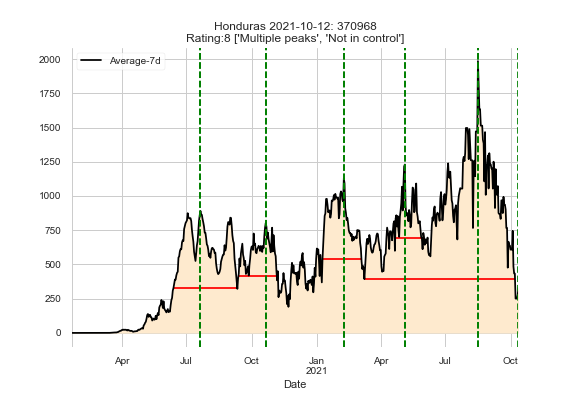 Honduras 2021-10-12: 370968
Rating:8 ['Multiple peaks', 'Not in control']
Average-7d
2000
1750
1500
1250
1000
750
500
250
0
Apr
Jul
Oct
Jan
2021
Apr
Jul
Oct
Date